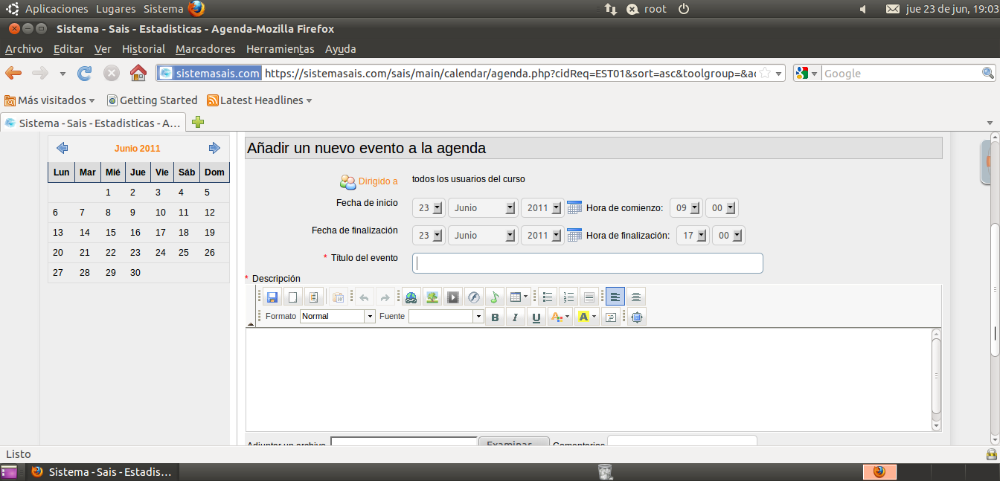 Aplicaciones Lugares Sistema root jue 23 de jun, 19:03
Sistema - Sais - Estadisticas - Agenda-Mozilla Firefox
Archivo Editar Ver Historial Marcadores Herramientas Ayuda
sistemasais.com https://sistemasais.com/sais/main/calendar/agenda.php?cidReq=EST01&sort=asc&toolgroup=&ac Google
Más visitados Getting Started Latest Headlines
Sistema - Sais - Estadisticas - A...
Junio 2011
Lun Mar Mié Jue Vie Sáb Dom
1 2 3 4 5
6 7 8 9 10 11 12
13 14 15 16 17 18 19
20 21 22 23 24 25 26
27 28 29 30
Añadir un nuevo evento a la agenda
Dirigido a todos los usuarios del curso
Fecha de inicio 23 Junio 2011 Hora de comienzo: 09 00
Fecha de finalización 23 Junio 2011 Hora de finalización: 17 00
* Título del evento
* Descripción
Formato Normal Fuente B I U A A
Adjuntar un archivo Examinar... Comentarios
Listo
Sistema - Sais - Estadis...